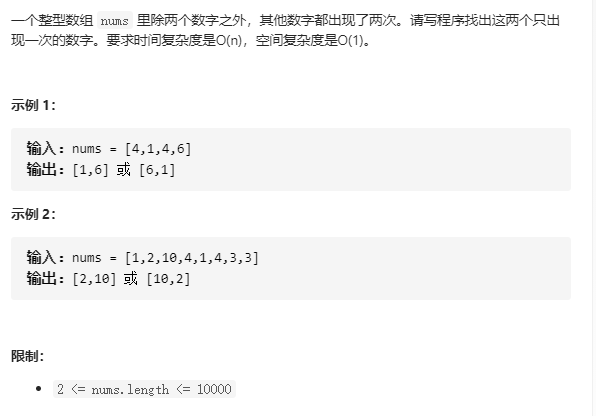 一个整型数组 nums 里除两个数字之外，其他数字都出现了两次。请写程序找出这两个只出
现一次的数字。要求时间复杂度是O(n)，空间复杂度是O(1)。
示例 1：
输入：nums = [4,1,4,6]
输出：[1,6] 或 [6,1]
示例 2：
输入：nums = [1,2,10,4,1,4,3,3]
输出：[2,10] 或 [10,2]
限制：
• 2 <= nums.length <= 10000